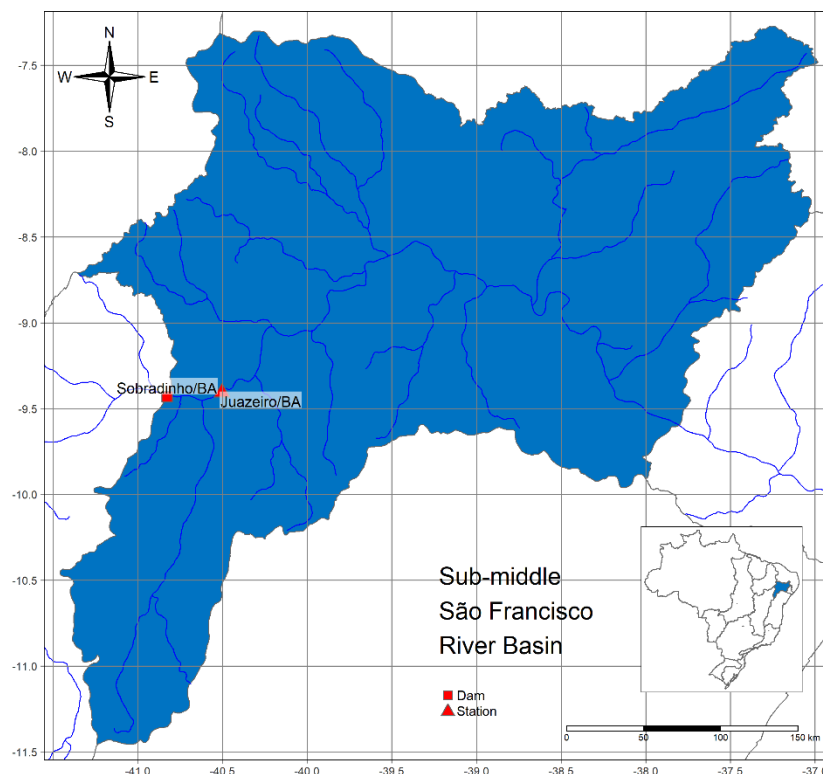 N
W E
S
-7.5
-8.0
-8.5
-9.0
-9.5
-10.0
-10.5
-11.0
-11.5
Sobradinho/BA
Juazeiro/BA
Sub-middle
São Francisco
River Basin
Dam
Station
0 50 100 150 km
-41.0 -40.5 -40.0 -39.5 -39.0 -38.5 -38.0 -37.5 -37.0